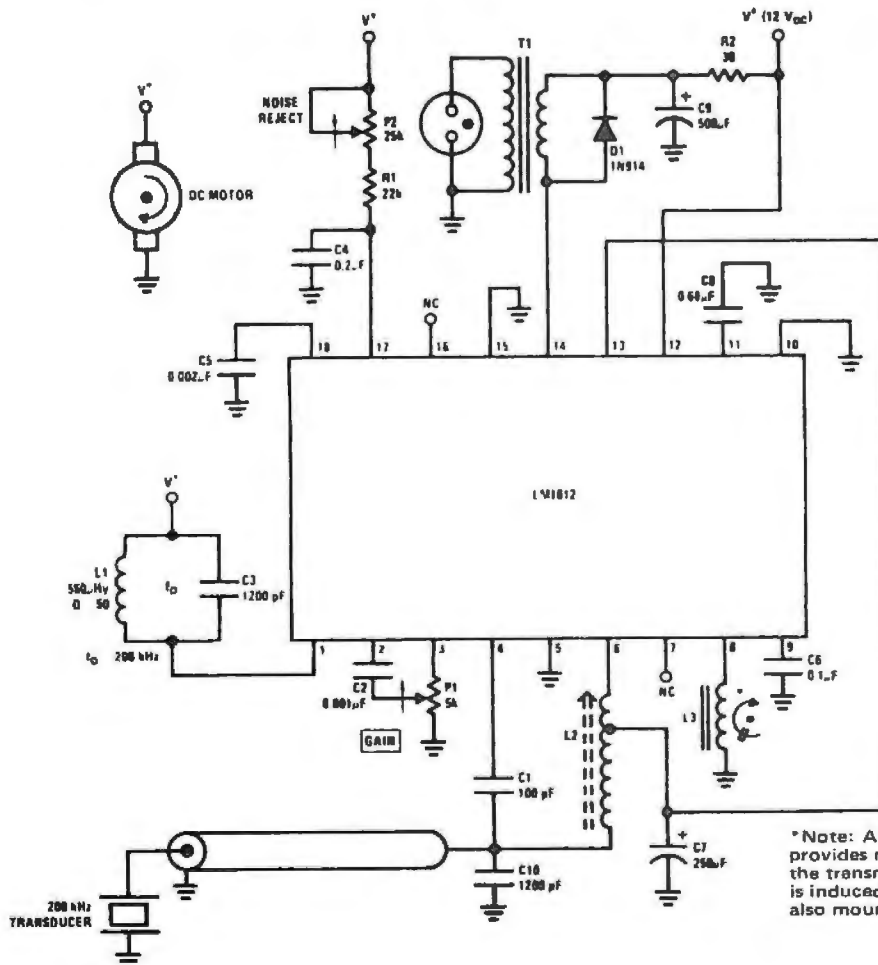 V+
V+ (12 VDC)
T1
R2
30
V+
NOISE
REJECT
P2
25k
C9
500µF
D1
1N914
DC MOTOR
R1
22k
C4
0.2µF
C8
0.68µF
NC
C5
0.002µF
18
17
16
15
14
13
12
11
10
LM1812
V+
L1
550µHy
Q 50
fO
C3
1200 pF
fO 200 kHz
1
2
3
4
5
6
7
8
9
C2
0.001µF
P1
5k
NC
C6
0.1µF
GAIN
L2
L3
*
C1
100 pF
C7
250µF
C10
1200 pF
200 kHz
TRANSDUCER
*Note: A
provides
the transm
is induced
also moun